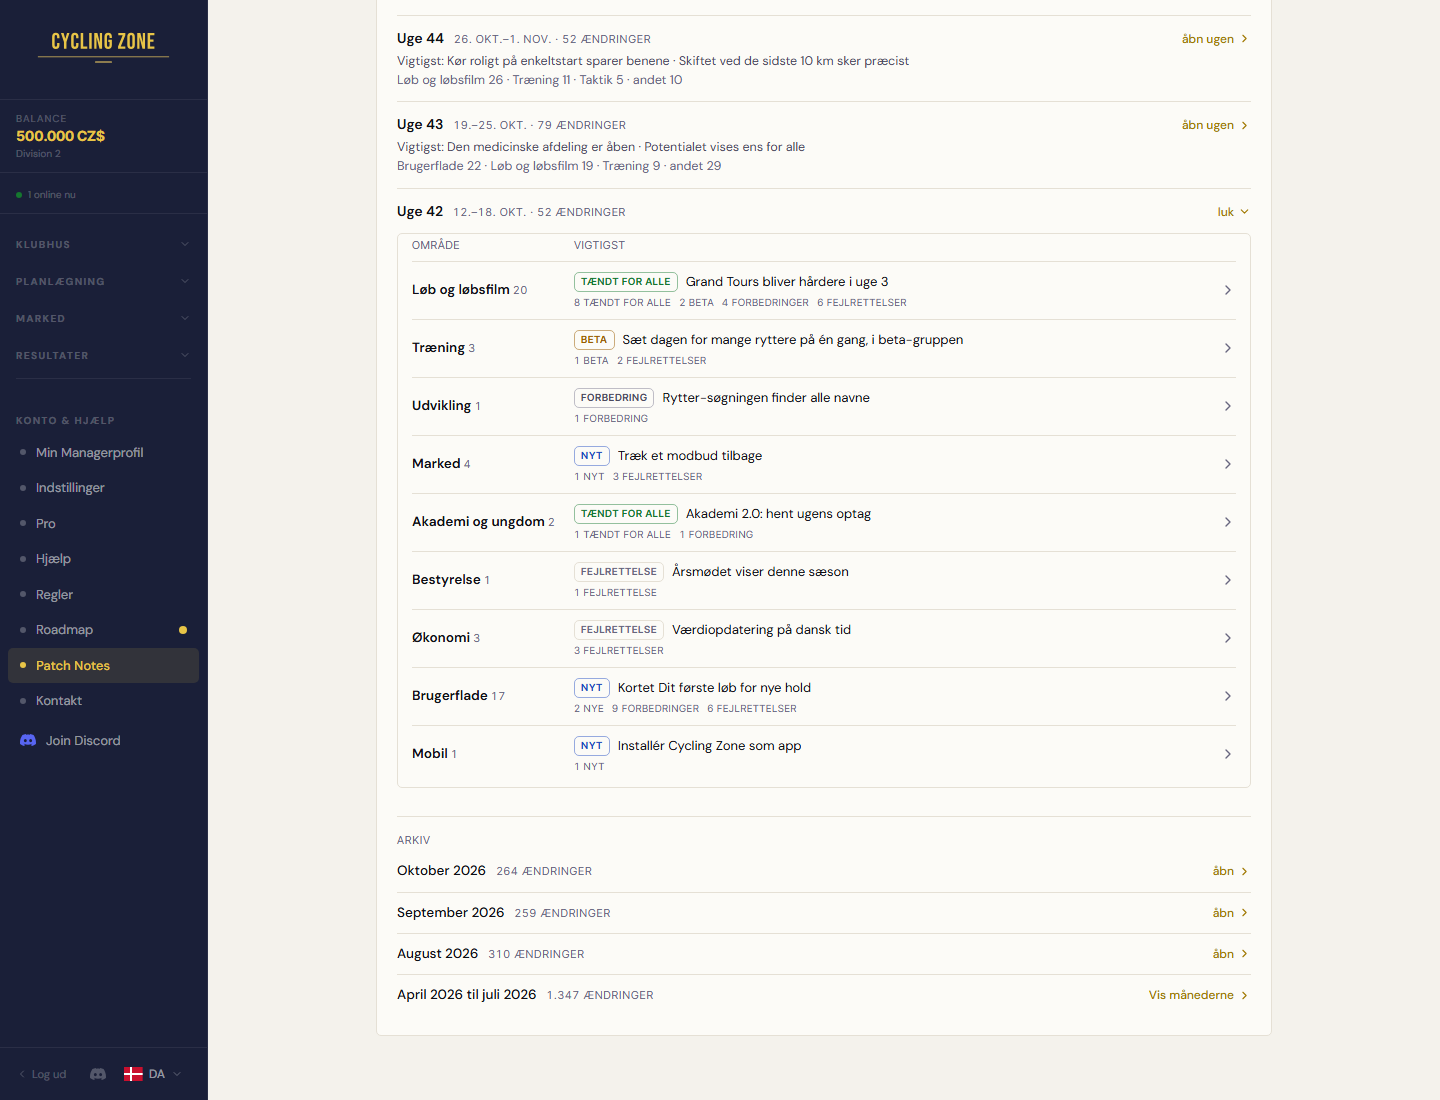 CYCLING ZONE
BALANCE
500.000 CZ$
Division 2
1 online nu
KLUBHUS
PLANLÆGNING
MARKED
RESULTATER
KONTO & HJÆLP
Min Managerprofil
Indstillinger
Pro
Hjælp
Regler
Roadmap
Patch Notes
Kontakt
Join Discord
Log ud
DA
Uge 44 26. OKT.–1. NOV. · 52 ÆNDRINGER åbn ugen
Vigtigst: Kør roligt på enkeltstart sparer benene · Skiftet ved de sidste 10 km sker præcist
Løb og løbsfilm 26 · Træning 11 · Taktik 5 · andet 10
Uge 43 19.–25. OKT. · 79 ÆNDRINGER åbn ugen
Vigtigst: Den medicinske afdeling er åben · Potentialet vises ens for alle
Brugerflade 22 · Løb og løbsfilm 19 · Træning 9 · andet 29
Uge 42 12.–18. OKT. · 52 ÆNDRINGER luk
OMRÅDE VIGTIGST
Løb og løbsfilm 20 TÆNDT FOR ALLE Grand Tours bliver hårdere i uge 3
8 TÆNDT FOR ALLE 2 BETA 4 FORBEDRINGER 6 FEJLRETTELSER
Træning 3 BETA Sæt dagen for mange ryttere på én gang, i beta-gruppen
1 BETA 2 FEJLRETTELSER
Udvikling 1 FORBEDRING Rytter-søgningen finder alle navne
1 FORBEDRING
Marked 4 NYT Træk et modbud tilbage
1 NYT 3 FEJLRETTELSER
Akademi og ungdom 2 TÆNDT FOR ALLE Akademi 2.0: hent ugens optag
1 TÆNDT FOR ALLE 1 FORBEDRING
Bestyrelse 1 FEJLRETTELSE Årsmødet viser denne sæson
1 FEJLRETTELSE
Økonomi 3 FEJLRETTELSE Værdiopdatering på dansk tid
3 FEJLRETTELSER
Brugerflade 17 NYT Kortet Dit første løb for nye hold
2 NYE 9 FORBEDRINGER 6 FEJLRETTELSER
Mobil 1 NYT Installér Cycling Zone som app
1 NYT
ARKIV
Oktober 2026 264 ÆNDRINGER åbn
September 2026 259 ÆNDRINGER åbn
August 2026 310 ÆNDRINGER åbn
April 2026 til juli 2026 1.347 ÆNDRINGER Vis månederne